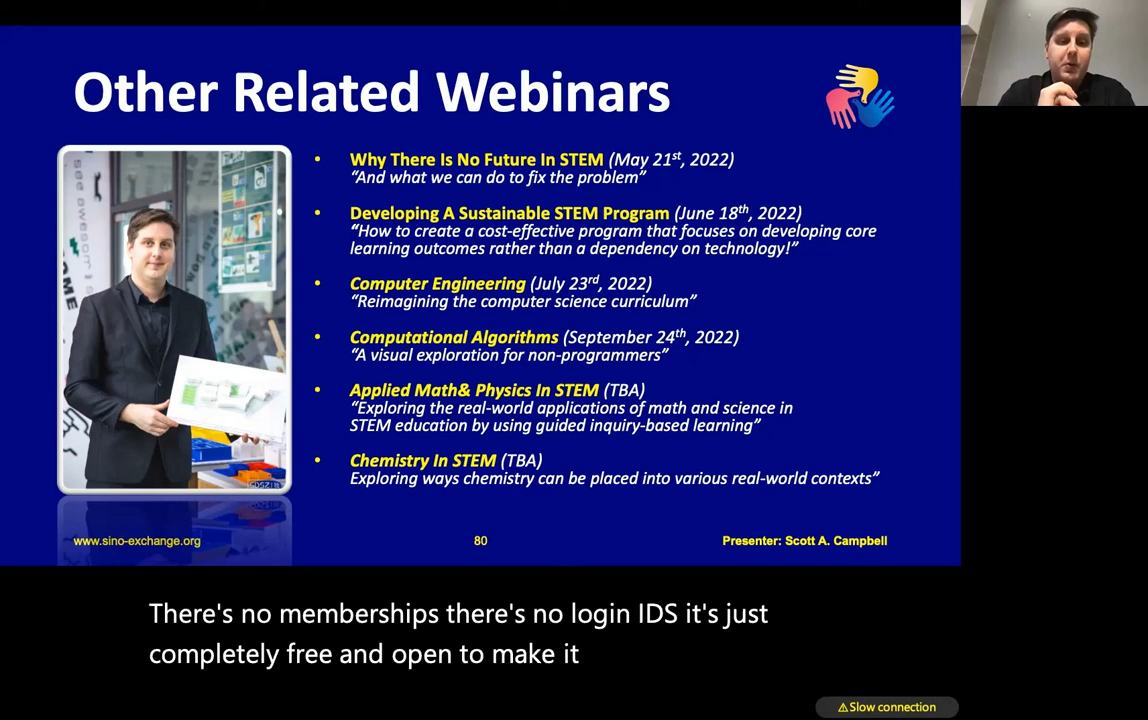 Other Related Webinars
• Why There Is No Future In STEM (May 21st, 2022)
"And what we can do to fix the problem"
• Developing A Sustainable STEM Program (June 18th, 2022)
"How to create a cost-effective program that focuses on developing core
learning outcomes rather than a dependency on technology!"
• Computer Engineering (July 23rd, 2022)
"Reimagining the computer science curriculum"
• Computational Algorithms (September 24th, 2022)
"A visual exploration for non-programmers"
• Applied Math& Physics In STEM (TBA)
"Exploring the real-world applications of math and science in
STEM education by using guided inquiry-based learning"
• Chemistry In STEM (TBA)
Exploring ways chemistry can be placed into various real-world contexts"
www.sino-exchange.org
80
Presenter: Scott A. Campbell
There's no memberships there's no login IDS it's just
completely free and open to make it
⚠Slow connection